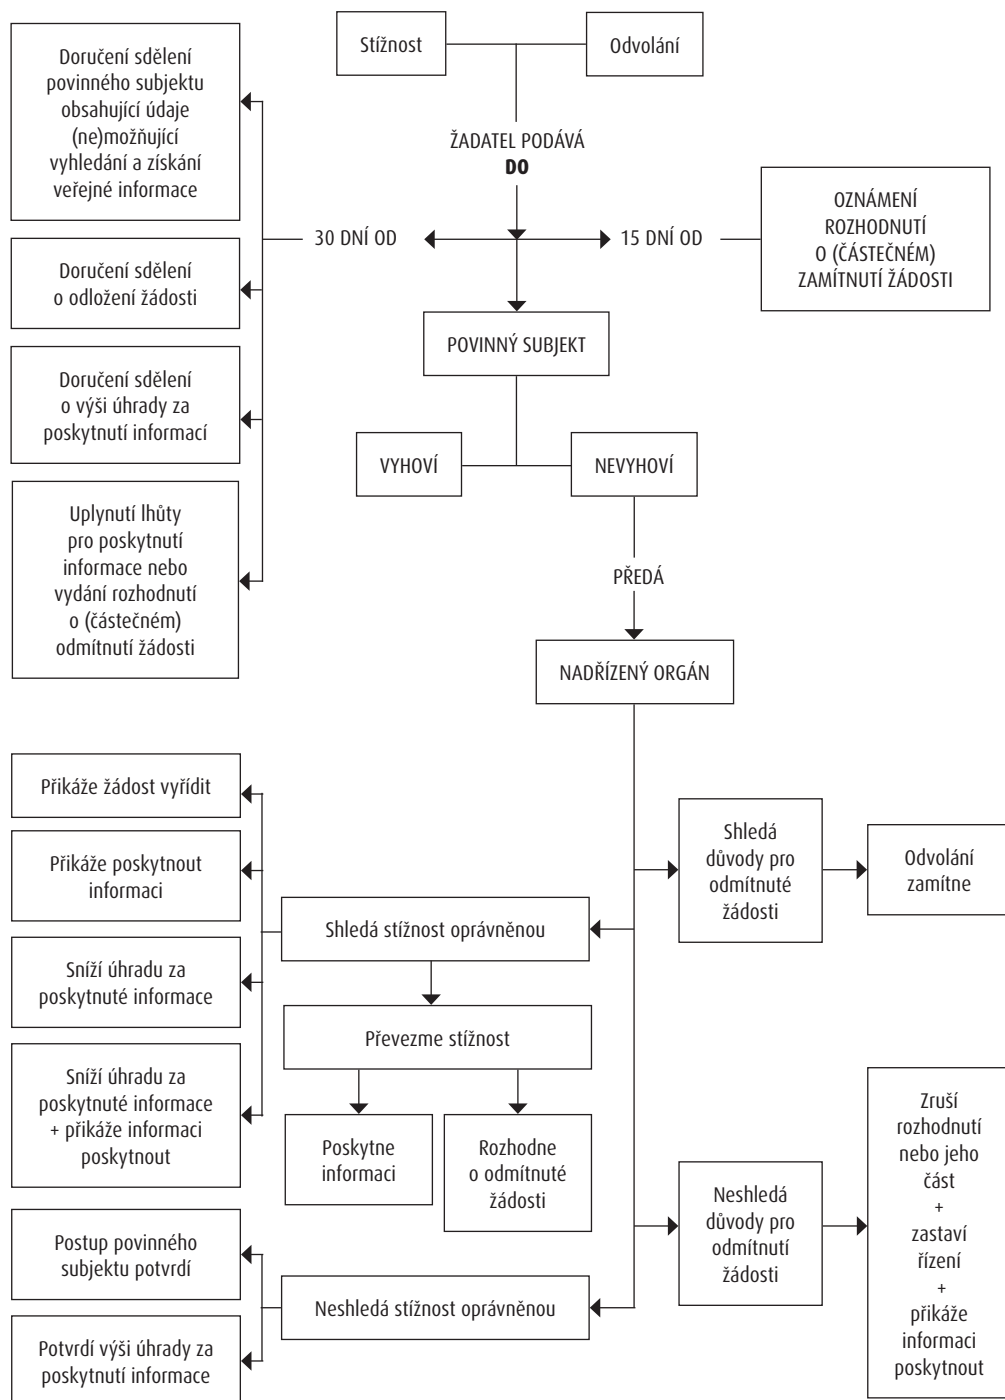 Stížnost
Odvolání
Doručení sdělení
povinného subjektu
obsahující údaje
(ne)možňující
vyhledání a získání
veřejné informace
ŽADATEL PODÁVÁ
DO
30 DNÍ OD
15 DNÍ OD
OZNÁMENÍ
ROZHODNUTÍ
O (ČÁSTEČNÉM)
ZAMÍTNUTÍ ŽÁDOSTI
Doručení sdělení
o odložení žádosti
POVINNÝ SUBJEKT
Doručení sdělení
o výši úhrady za
poskytnutí informací
VYHOVÍ
NEVYHOVÍ
Uplynutí lhůty
pro poskytnutí
informace nebo
vydání rozhodnutí
o (částečném)
odmítnutí žádosti
PŘEDÁ
NADŘÍZENÝ ORGÁN
Přikáže žádost vyřídit
Přikáže poskytnout
informaci
Sníží úhradu za
poskytnuté informace
Sníží úhradu za
poskytnuté informace
+ přikáže informaci
poskytnout
Shledá stížnost oprávněnou
Převezme stížnost
Poskytne
informaci
Rozhodne
o odmítnuté
žádosti
Shledá
důvody pro
odmítnuté
žádosti
Odvolání
zamítne
Neshledá
důvody pro
odmítnutí
žádosti
Zruší
rozhodnutí
nebo jeho
část
+
zastaví
řízení
+
přikáže
informaci
poskytnout
Postup povinného
subjektu potvrdí
Neshledá stížnost oprávněnou
Potvrdí výši úhrady za
poskytnutí informace